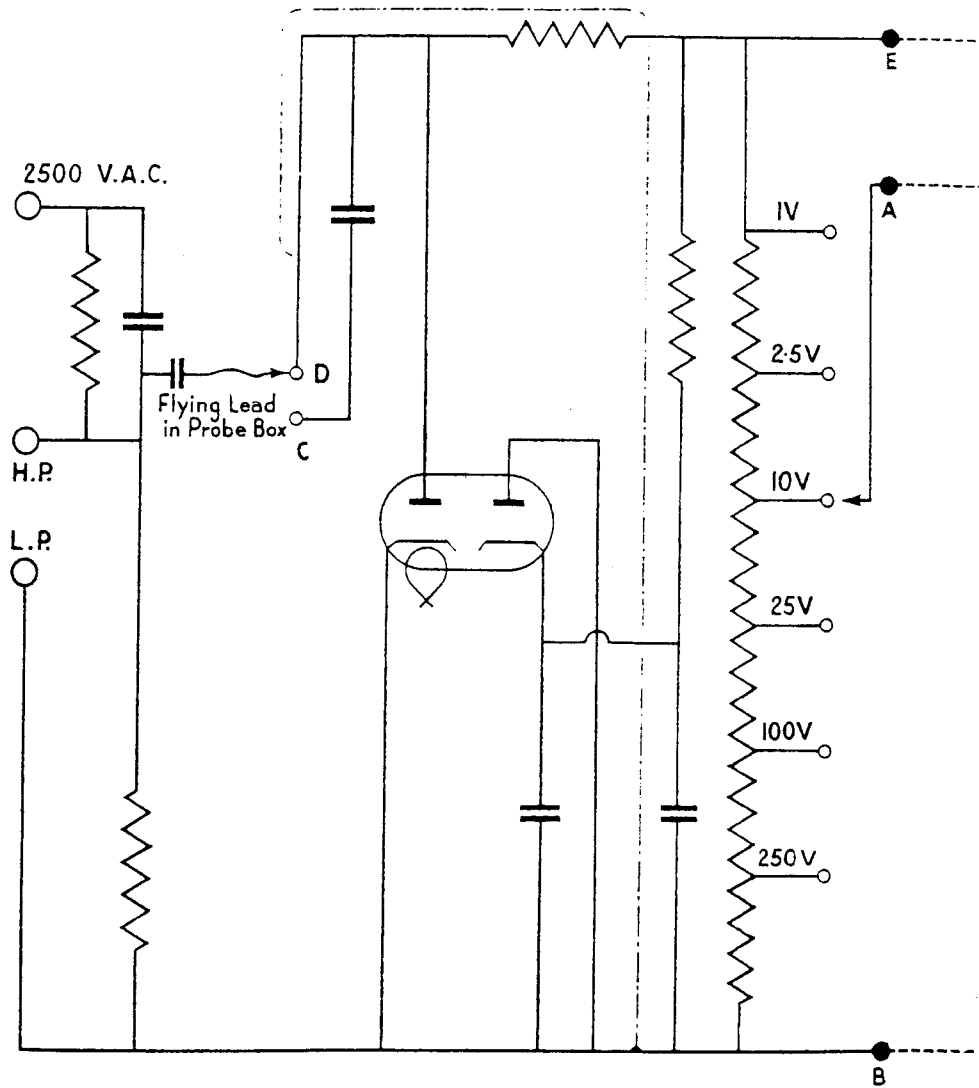 E
2500 V.A.C.
A
1V
2·5V
D
Flying Lead
in Probe Box
C
H.P.
10V
L.P.
25V
100V
250V
B